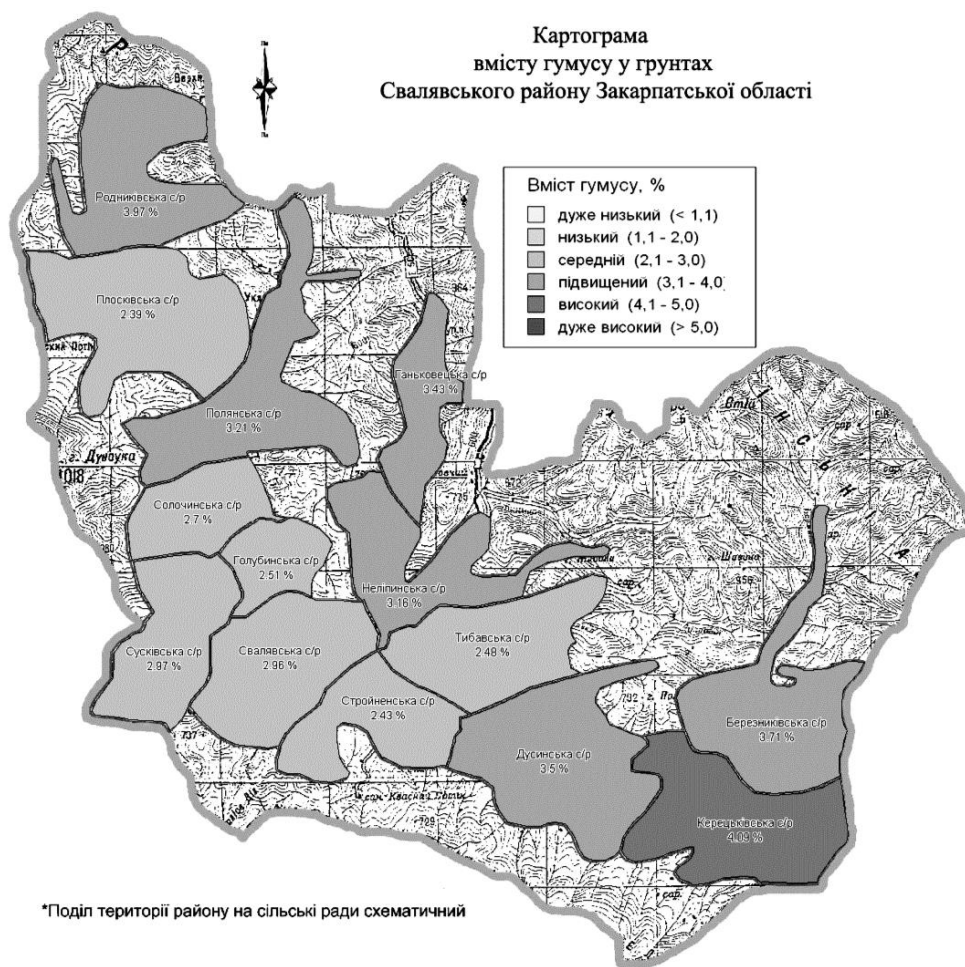 Картограма
вмісту гумусу у грунтах
Свалявського району Закарпатської області
Вміст гумусу, %
дуже низький (< 1,1)
низький (1,1 - 2,0)
середній (2,1 - 3,0)
підвищений (3,1 - 4,0)
високий (4,1 - 5,0)
дуже високий (> 5,0)
Родниківська с/р
3.97 %
Плосківська с/р
2.39 %
Ганьковецька с/р
3.43 %
Полянська с/р
3.21 %
г. Дунаука
1018
Солочинська с/р
2.7 %
Голубинська с/р
2.51 %
Неліпинська с/р
3.16 %
Тибавська с/р
2.48 %
Сусківська с/р
2.97 %
Свалявська с/р
2.96 %
Стройненська с/р
2.43 %
Дусинська с/р
3.5 %
Березниківська с/р
3.71 %
Керецьківська с/р
4.09 %
737
789
*Поділ території району на сільські ради схематичний